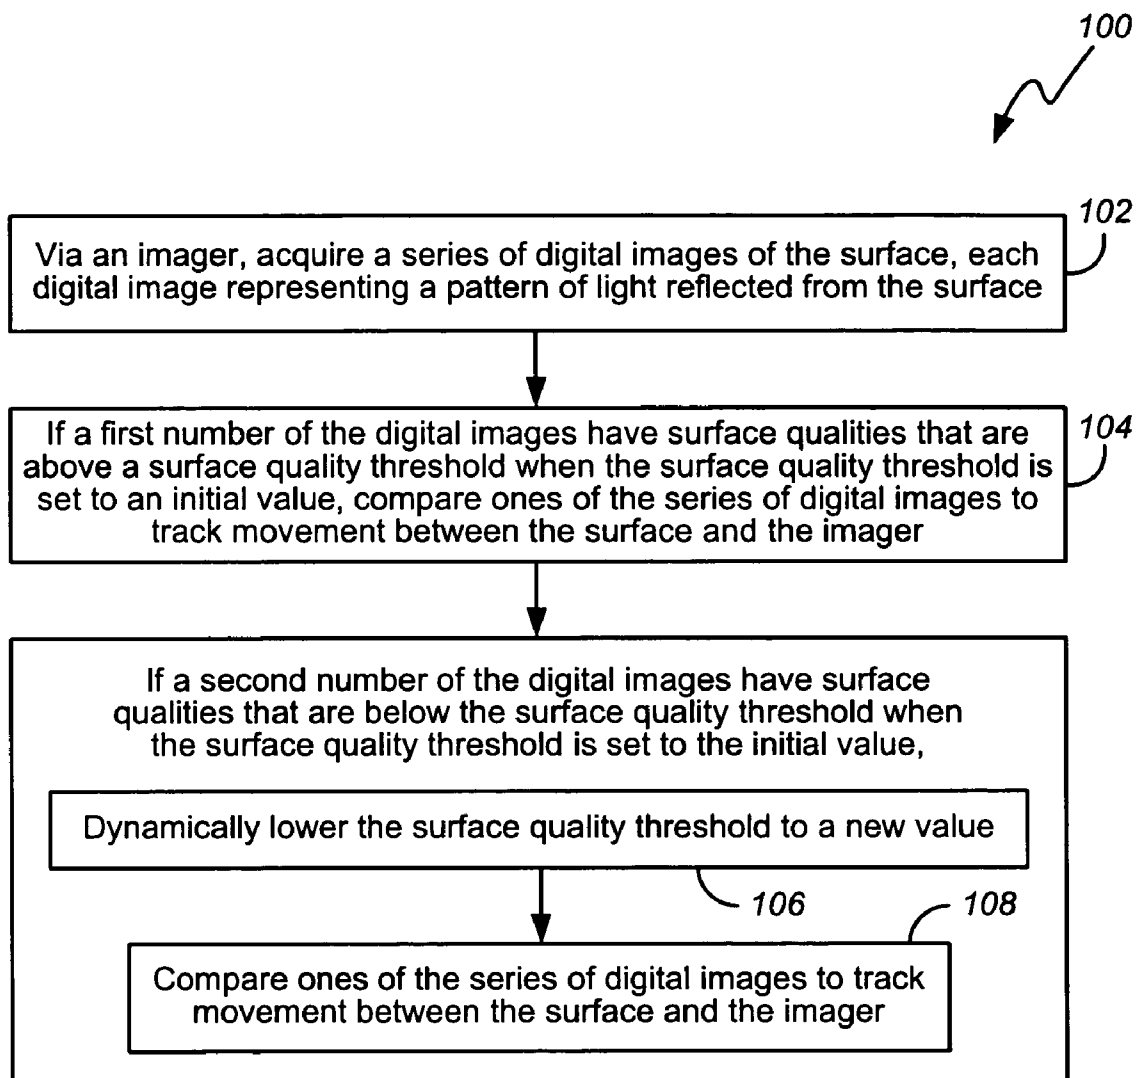 100
102
Via an imager, acquire a series of digital images of the surface, each
digital image representing a pattern of light reflected from the surface
104
If a first number of the digital images have surface qualities that are
above a surface quality threshold when the surface quality threshold is
set to an initial value, compare ones of the series of digital images to
track movement between the surface and the imager
If a second number of the digital images have surface
qualities that are below the surface quality threshold when
the surface quality threshold is set to the initial value,
Dynamically lower the surface quality threshold to a new value
106
108
Compare ones of the series of digital images to track
movement between the surface and the imager